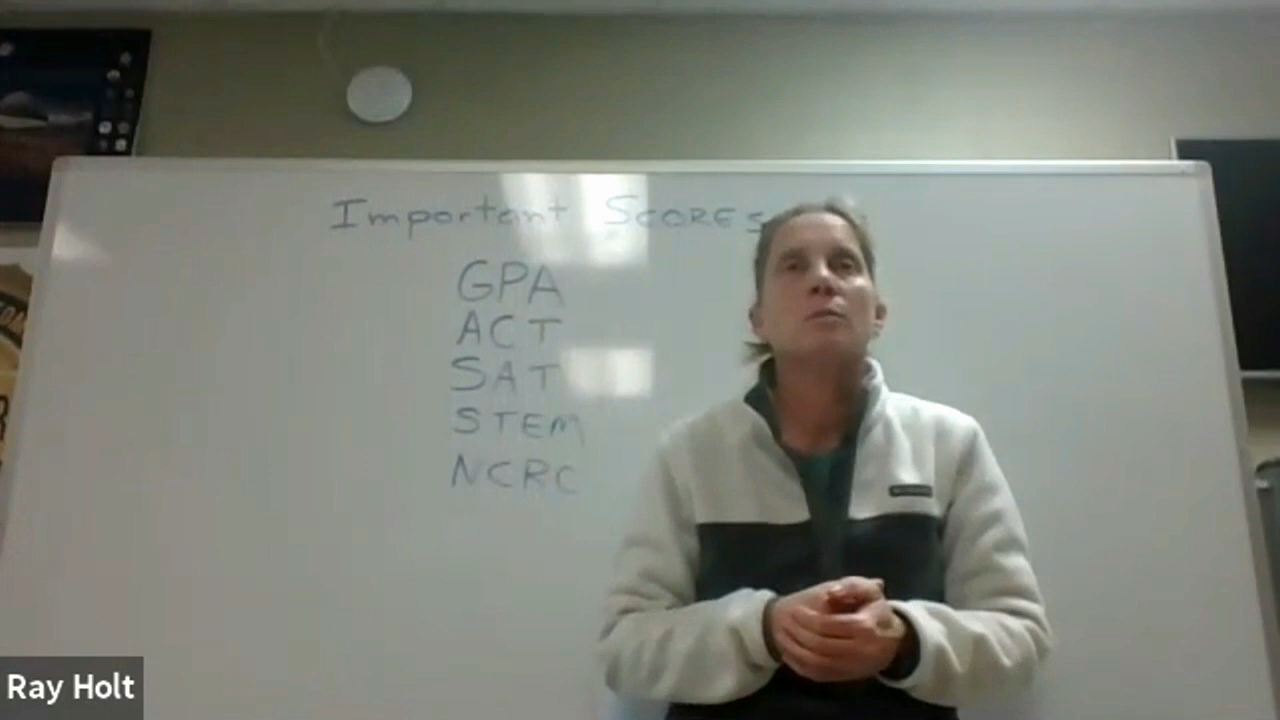 Important SCORES
GPA
ACT
SAT
STEM
NCRC
Ray Holt